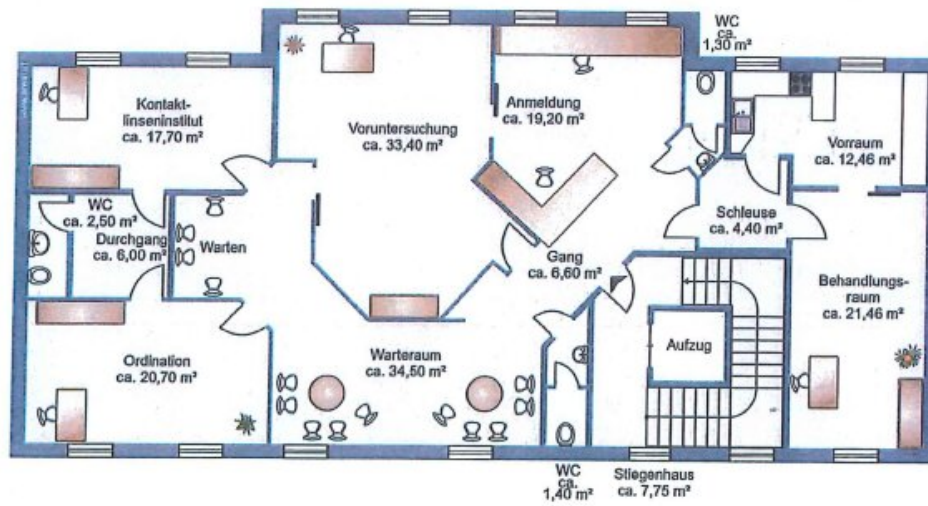 WC
ca.
1,30 m²
Kontakt-
linseninstitut
ca. 17,70 m²
Voruntersuchung
ca. 33,40 m²
Anmeldung
ca. 19,20 m²
Vorraum
ca. 12,46 m²
WC
ca. 2,50 m²
Durchgang
ca. 6,00 m²
Warten
Schleuse
ca. 4,40 m²
Gang
ca. 6,60 m²
Behandlungs-
raum
ca. 21,46 m²
Ordination
ca. 20,70 m²
Warteraum
ca. 34,50 m²
Aufzug
WC
ca.
1,40 m²
Stiegenhaus
ca. 7,75 m²